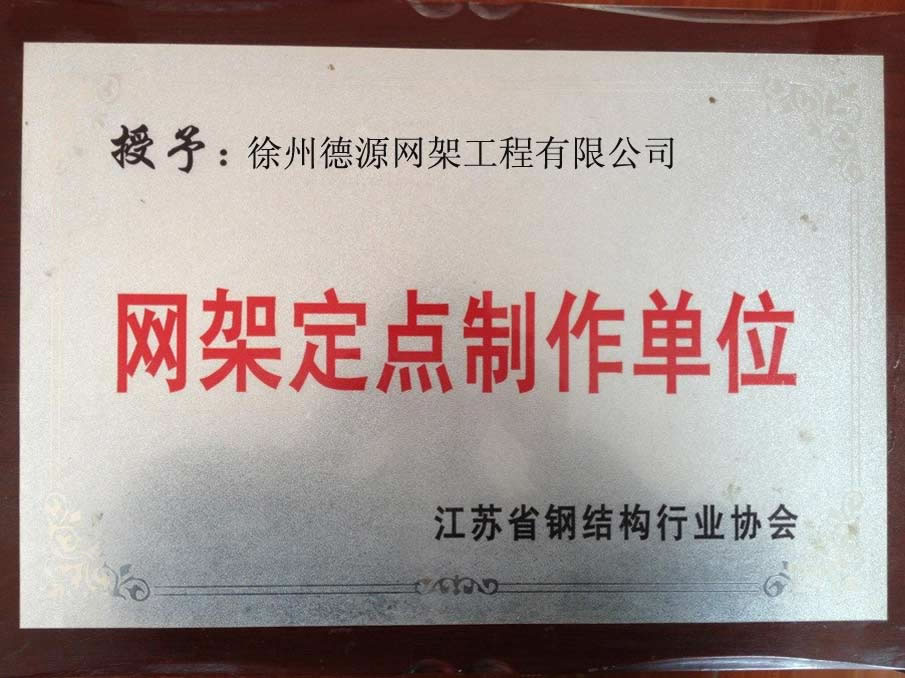 授予：徐州德源网架工程有限公司
网架定点制作单位
江苏省钢结构行业协会